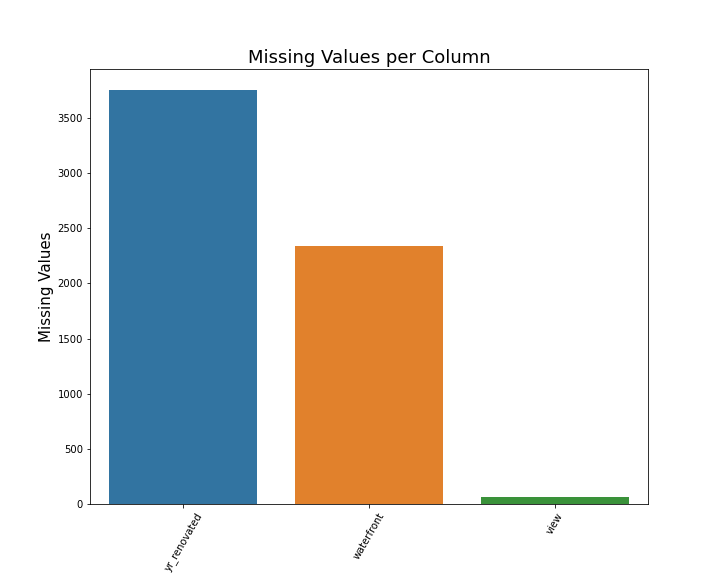 Missing Values per Column
Missing Values
3500
3000
2500
2000
1500
1000
500
0
yr_renovated
waterfront
view